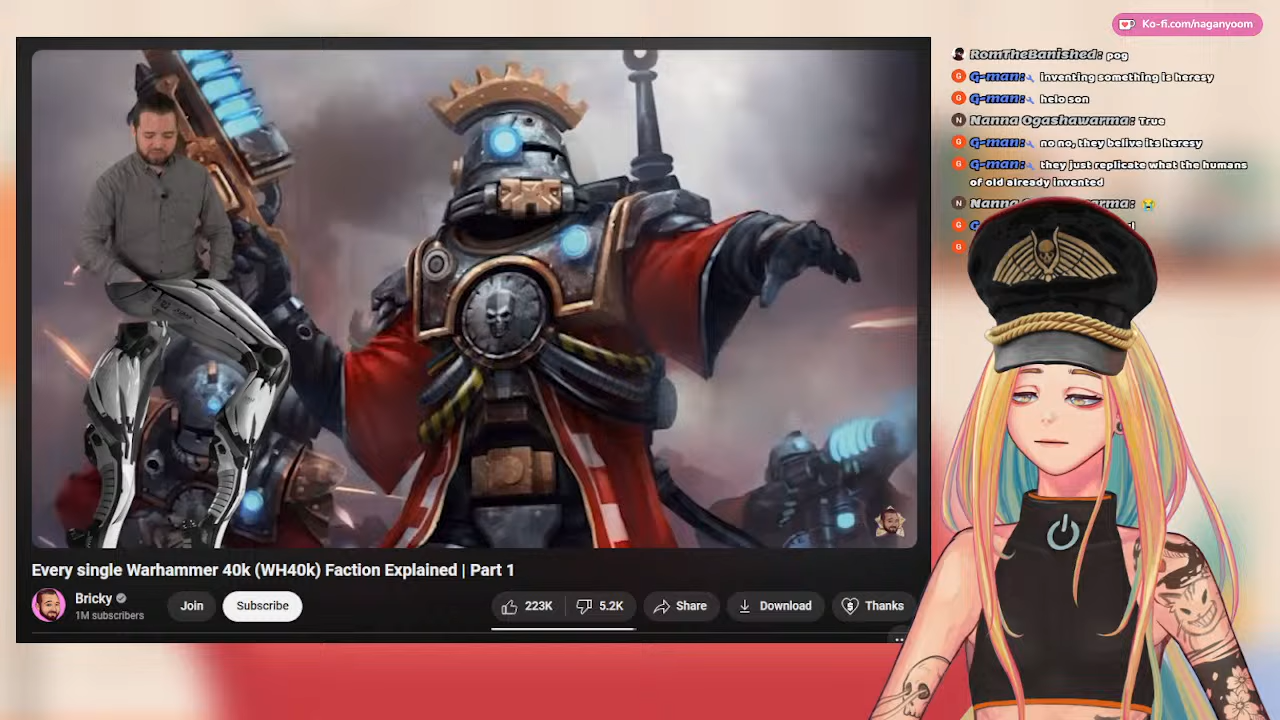 Ko-fi.com/naganyoom
RomTheBanished: pog
G-man: inventing something is heresy
G-man: helo son
Nanna Ogashawarma: True
G-man: no no, they belive its heresy
G-man: they just replicate what the humans
of old already invented
Every single Warhammer 40k (WH40k) Faction Explained | Part 1
Bricky
1M subscribers
Join
Subscribe
223K
5.2K
Share
Download
Thanks